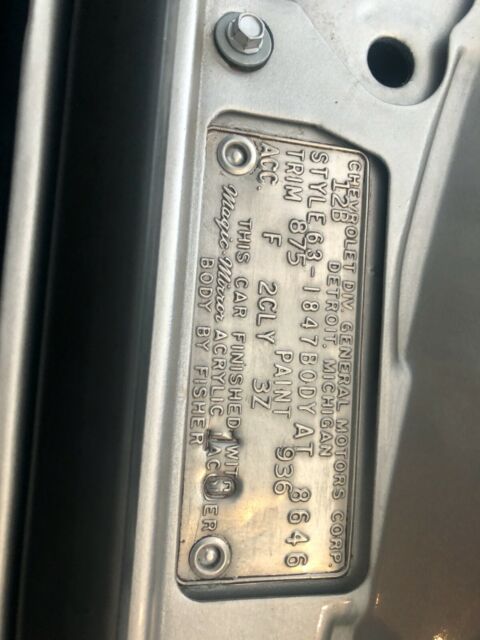 CHEVROLET DIV. GENERAL MOTORS CORP.
12B DETROIT, MICHIGAN
STYLE 63-1847 BODY AT 8646
TRIM 875 PAINT 936
ACC. F 2CLY 3Z
THIS CAR FINISHED WITH
Magic-Mirror ACRYLIC LACQUER
BODY BY FISHER